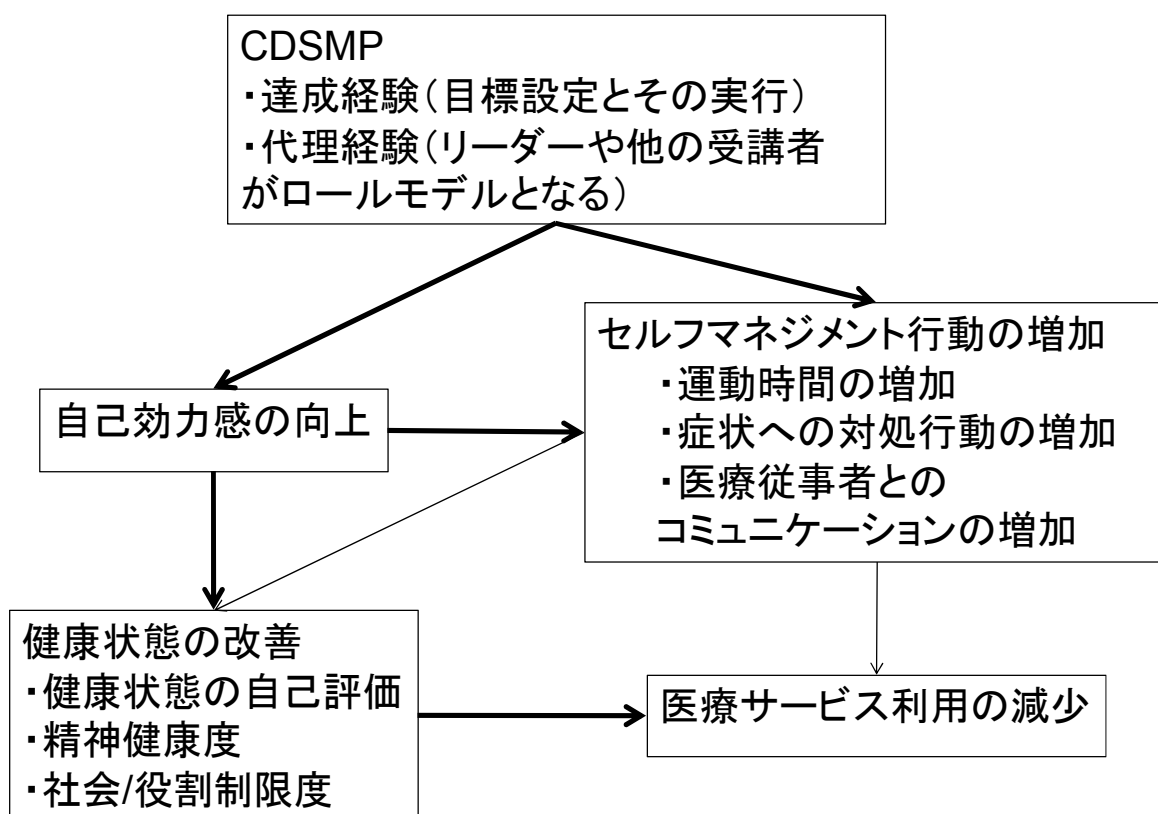 CDSMP
・達成経験（目標設定とその実行）
・代理経験（リーダーや他の受講者
がロールモデルとなる）
セルフマネジメント行動の増加
・運動時間の増加
・症状への対処行動の増加
・医療従事者との
コミュニケーションの増加
自己効力感の向上
健康状態の改善
・健康状態の自己評価
・精神健康度
・社会/役割制限度
医療サービス利用の減少